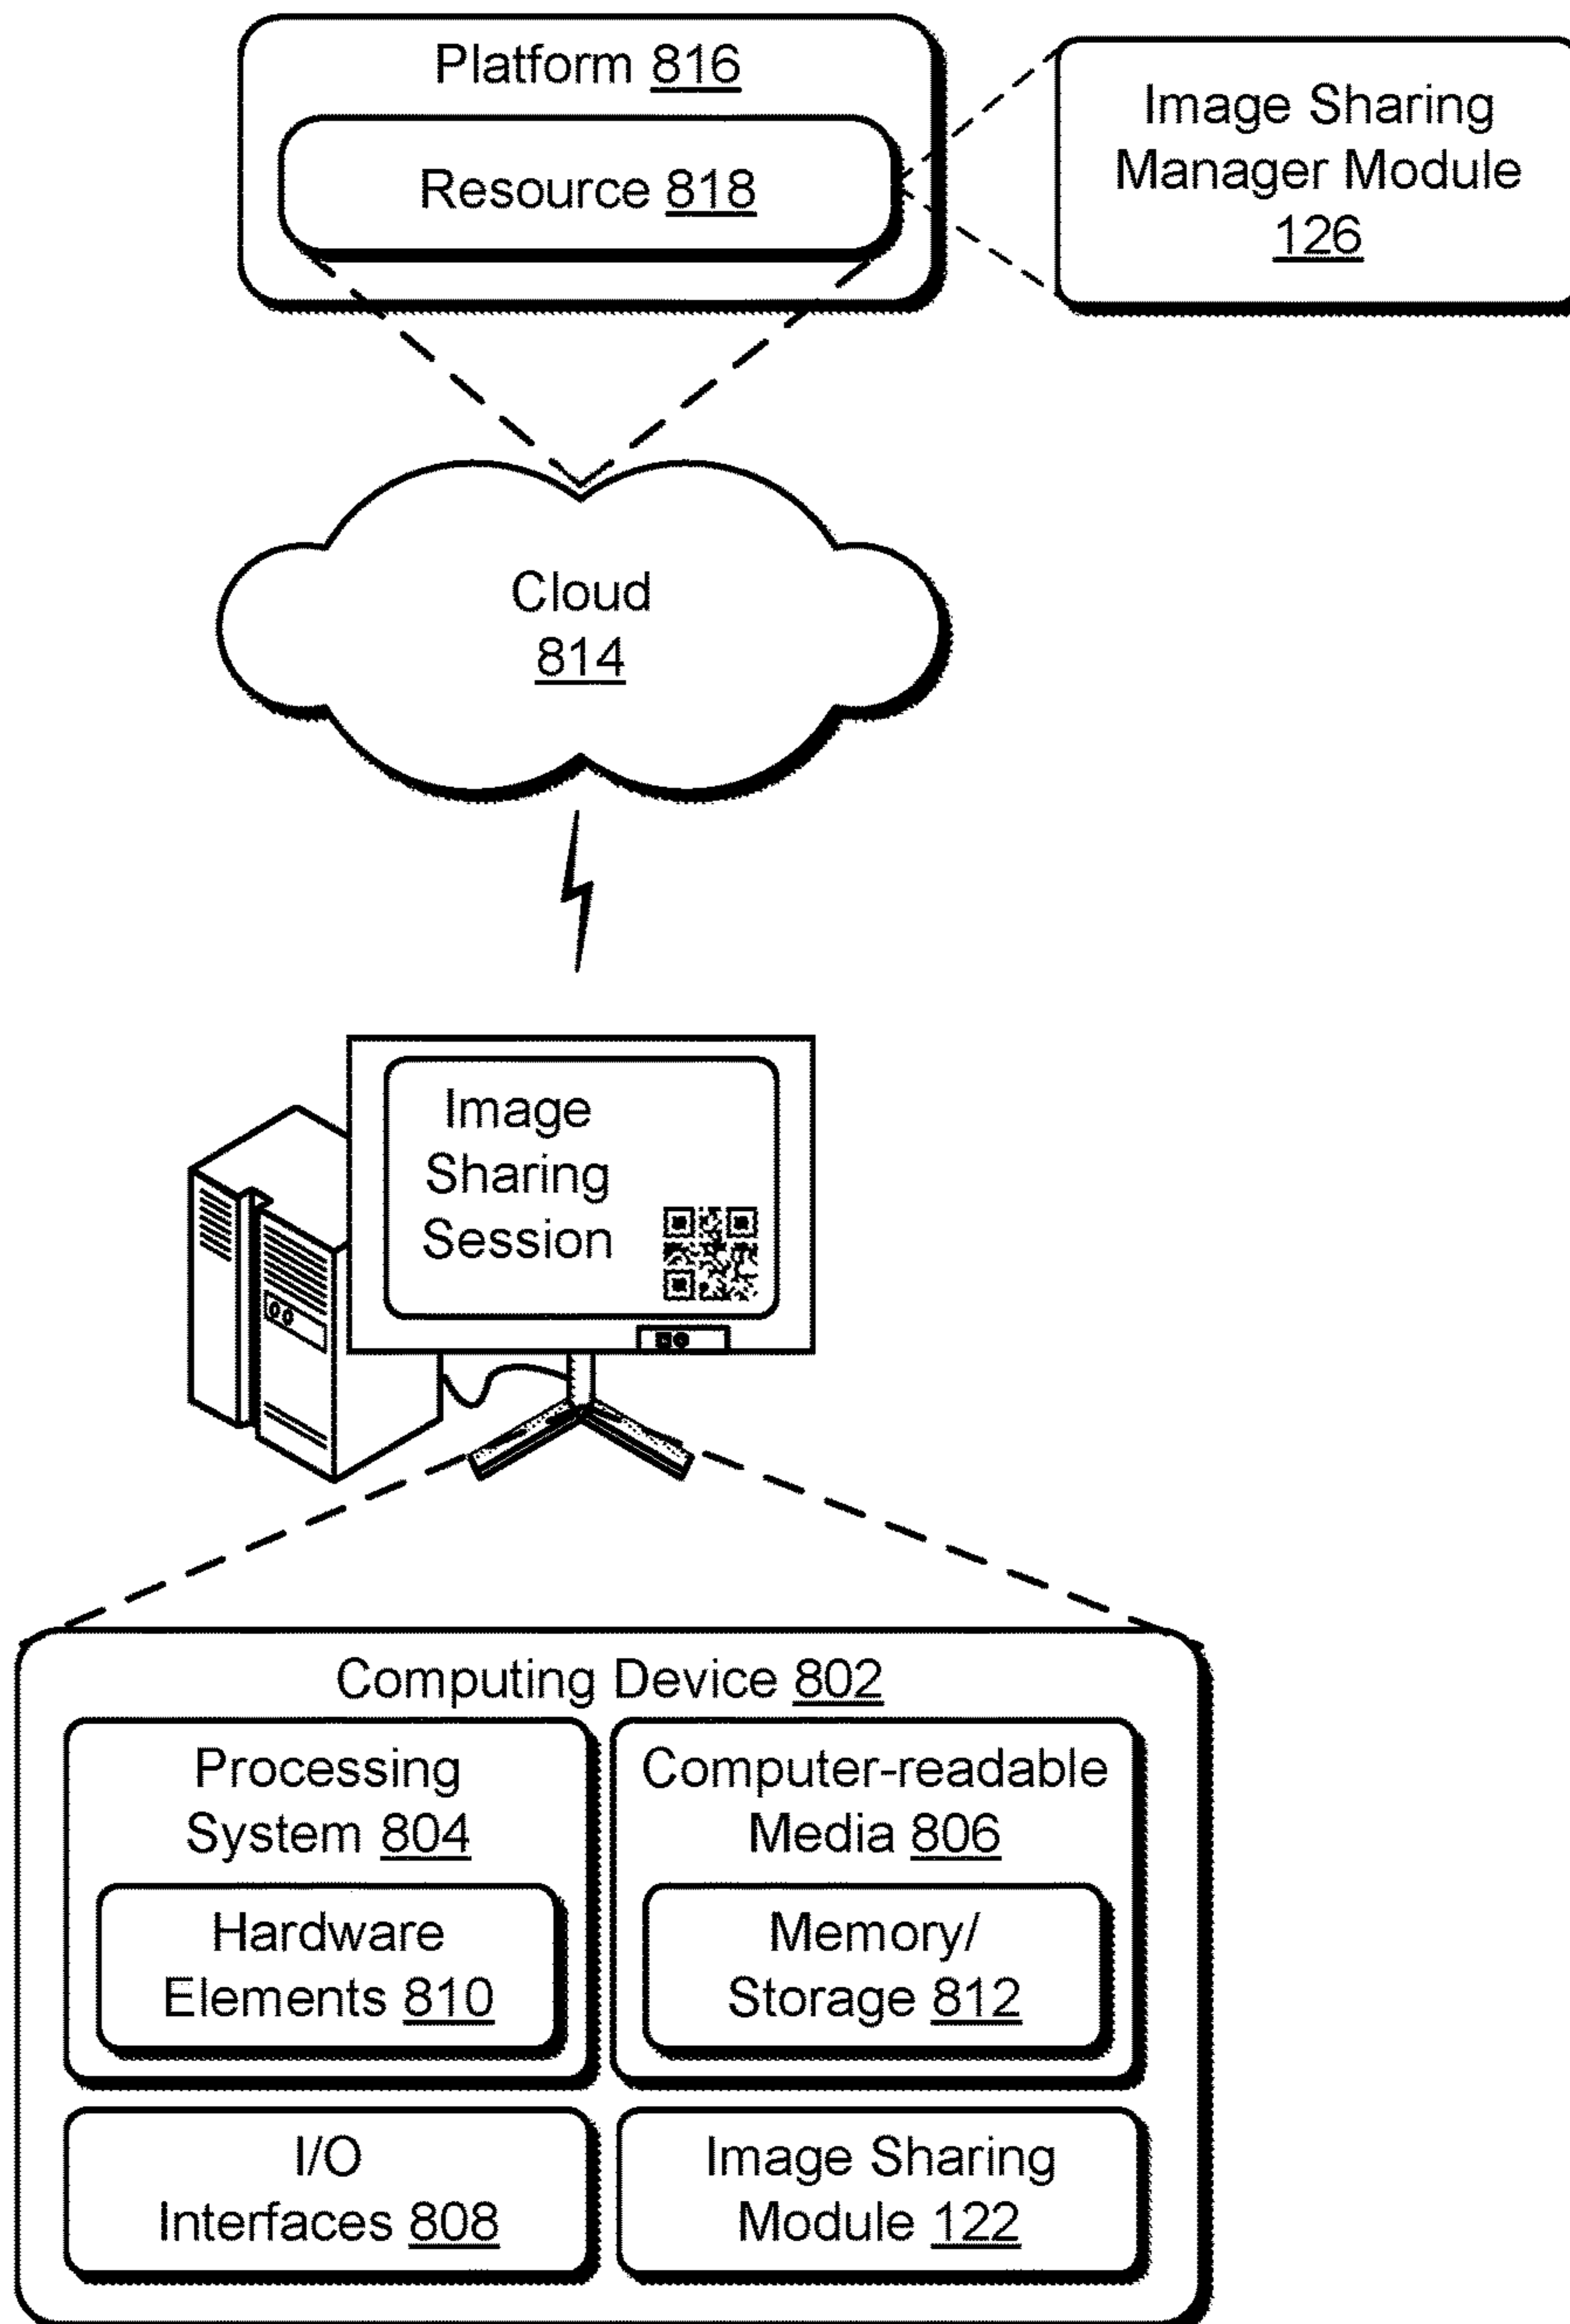 Platform 816
Resource 818
Image Sharing
Manager Module
126
Cloud
814
Image
Sharing
Session
Computing Device 802
Processing
System 804
Hardware
Elements 810
Computer-readable
Media 806
Memory/
Storage 812
I/O
Interfaces 808
Image Sharing
Module 122